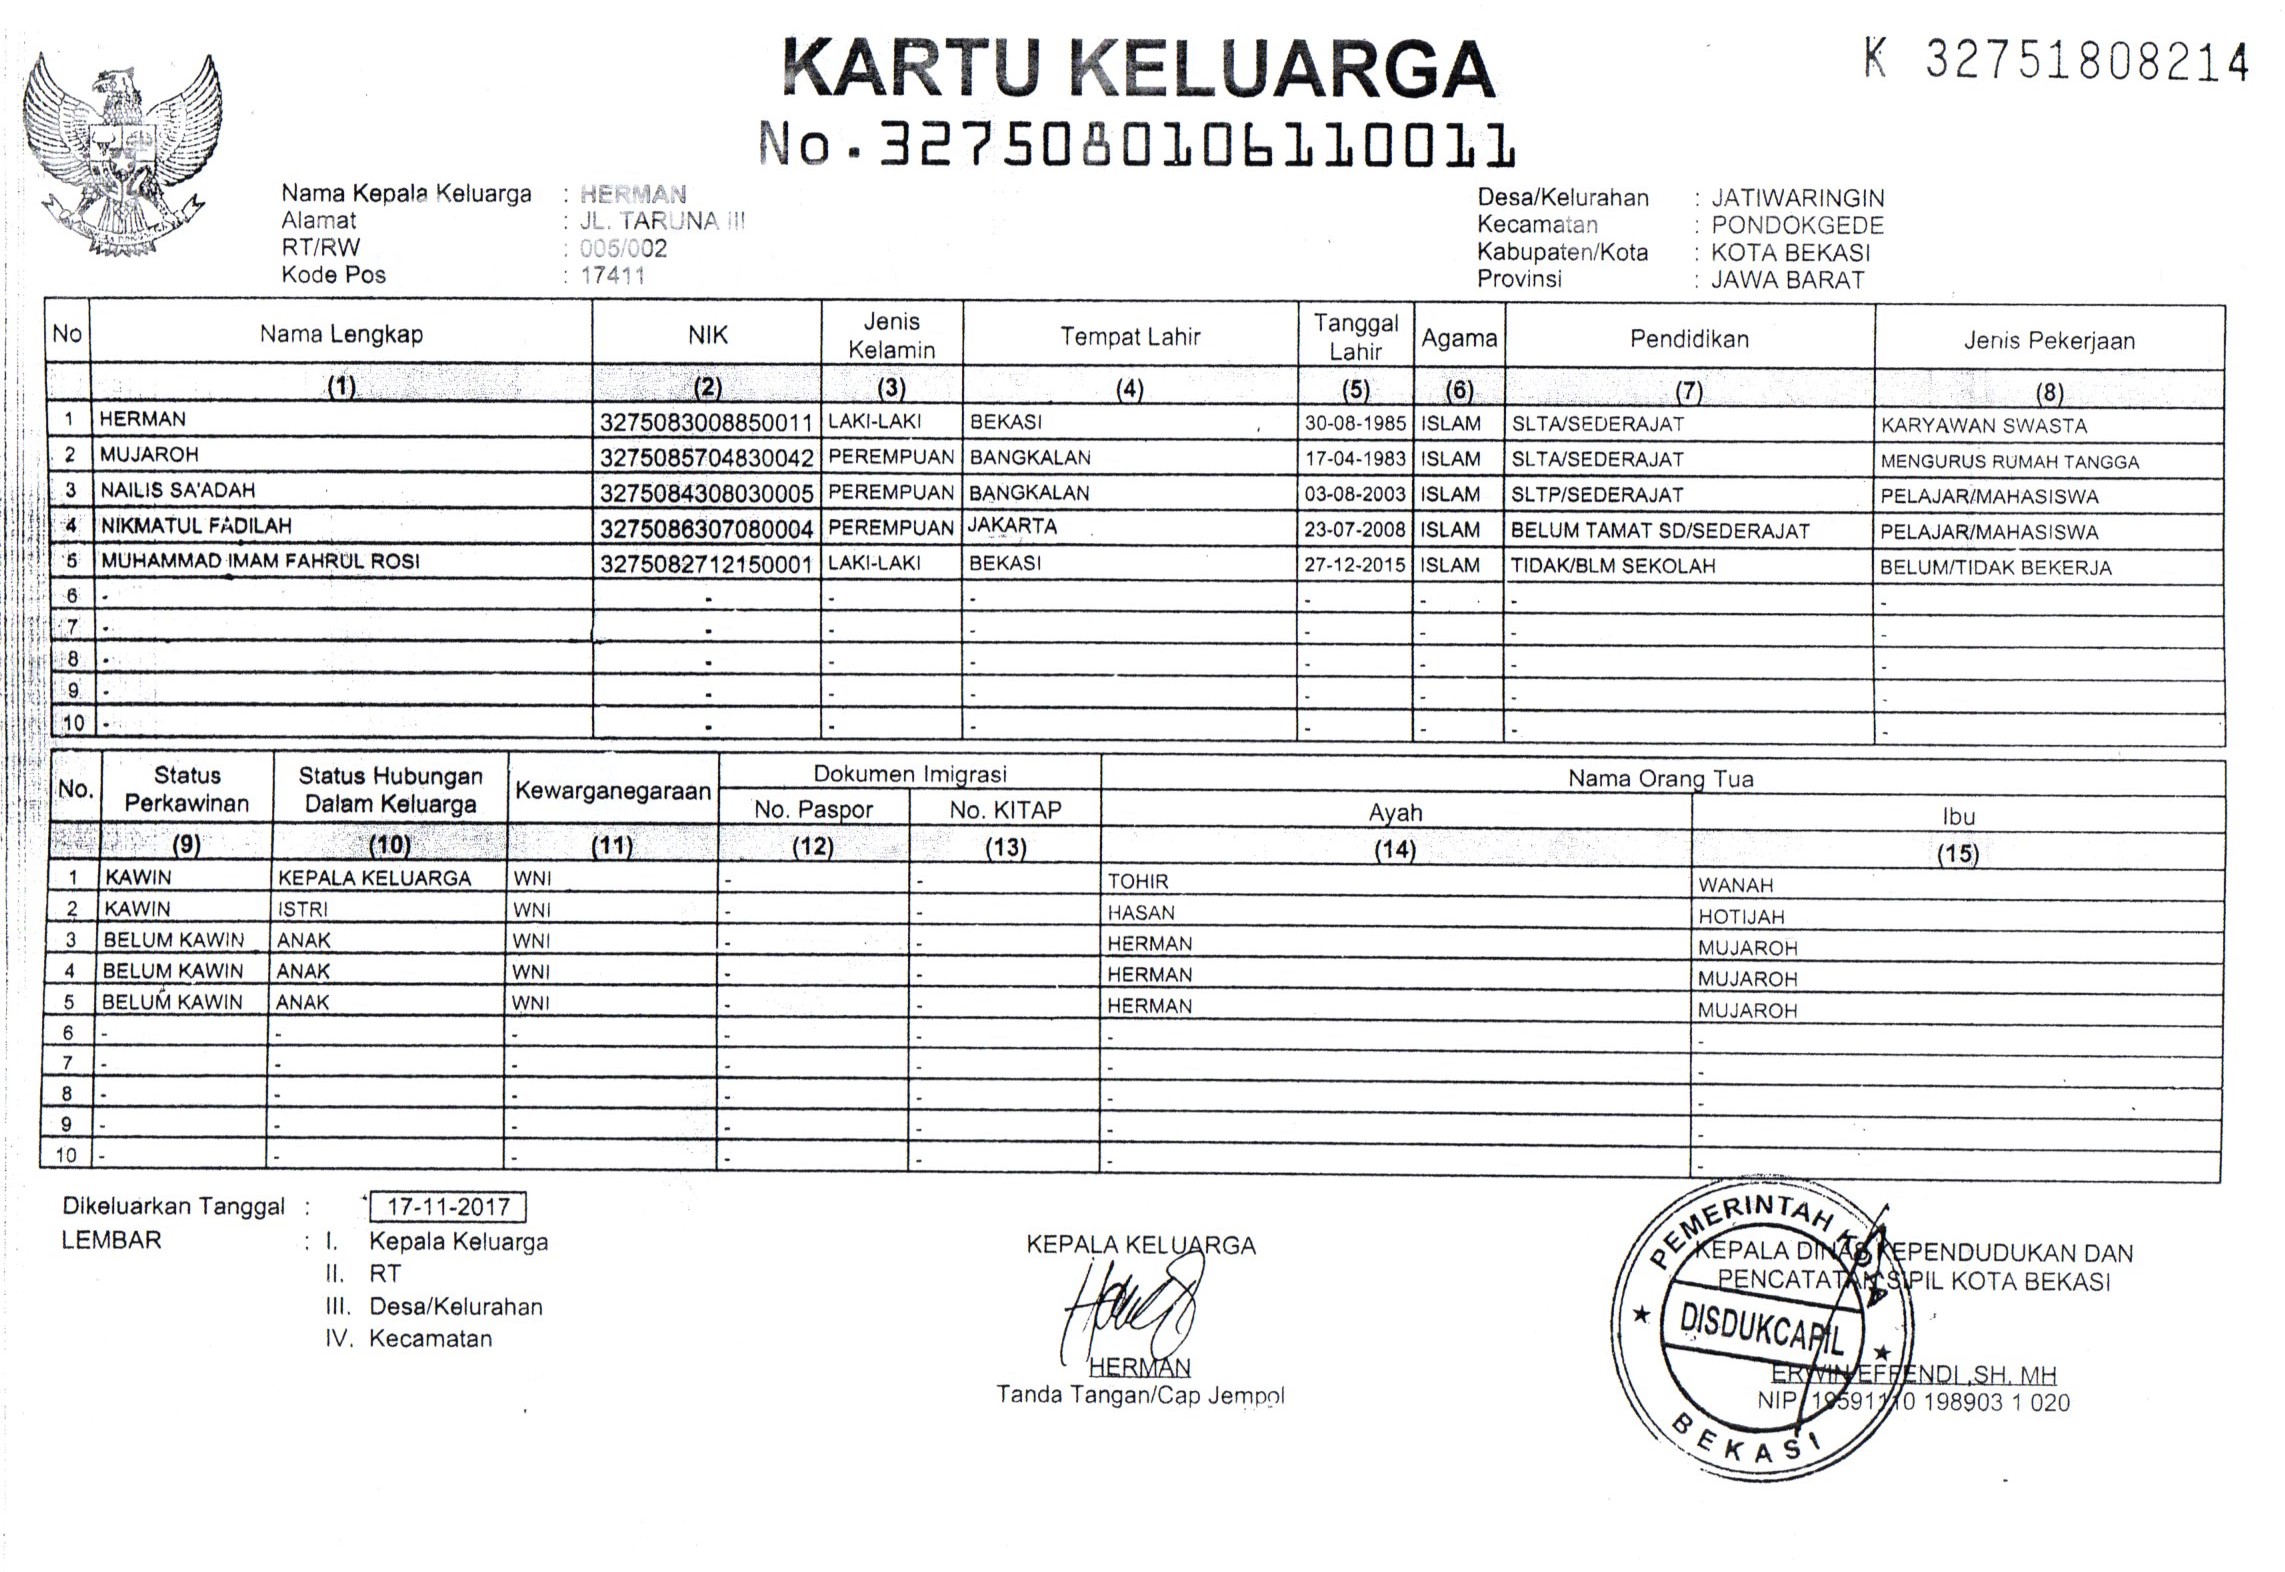 KARTU KELUARGA
K 32751808214
No. 3275080106110011
Nama Kepala Keluarga : HERMAN
Alamat : JL. TARUNA III
RT/RW : 005/002
Kode Pos : 17411
Desa/Kelurahan : JATIWARINGIN
Kecamatan : PONDOKGEDE
Kabupaten/Kota : KOTA BEKASI
Provinsi : JAWA BARAT
No Nama Lengkap NIK Jenis Kelamin Tempat Lahir Tanggal Lahir Agama Pendidikan Jenis Pekerjaan
(1) (2) (3) (4) (5) (6) (7) (8)
1 HERMAN 3275083008850011 LAKI-LAKI BEKASI 30-08-1985 ISLAM SLTA/SEDERAJAT KARYAWAN SWASTA
2 MUJAROH 3275085704830042 PEREMPUAN BANGKALAN 17-04-1983 ISLAM SLTA/SEDERAJAT MENGURUS RUMAH TANGGA
3 NAILIS SA'ADAH 3275084308030005 PEREMPUAN BANGKALAN 03-08-2003 ISLAM SLTP/SEDERAJAT PELAJAR/MAHASISWA
4 NIKMATUL FADILAH 3275086307080004 PEREMPUAN JAKARTA 23-07-2008 ISLAM BELUM TAMAT SD/SEDERAJAT PELAJAR/MAHASISWA
5 MUHAMMAD IMAM FAHRUL ROSI 3275082712150001 LAKI-LAKI BEKASI 27-12-2015 ISLAM TIDAK/BLM SEKOLAH BELUM/TIDAK BEKERJA
6 - - - - - - - -
7 - - - - - - - -
8 - - - - - - - -
9 - - - - - - - -
10 - - - - - - - -
No. Status Perkawinan Status Hubungan Dalam Keluarga Kewarganegaraan Dokumen Imigrasi Nama Orang Tua
No. Paspor No. KITAP Ayah Ibu
(9) (10) (11) (12) (13) (14) (15)
1 KAWIN KEPALA KELUARGA WNI - - TOHIR WANAH
2 KAWIN ISTRI WNI - - HASAN HOTIJAH
3 BELUM KAWIN ANAK WNI - - HERMAN MUJAROH
4 BELUM KAWIN ANAK WNI - - HERMAN MUJAROH
5 BELUM KAWIN ANAK WNI - - HERMAN MUJAROH
6 - - - - - - -
7 - - - - - - -
8 - - - - - - -
9 - - - - - - -
10 - - - - - - -
Dikeluarkan Tanggal : 17-11-2017
LEMBAR : I. Kepala Keluarga
II. RT
III. Desa/Kelurahan
IV. Kecamatan
KEPALA KELUARGA
HERMAN
Tanda Tangan/Cap Jempol
KEPALA DINAS KEPENDUDUKAN DAN
PENCATATAN SIPIL KOTA BEKASI
ERWIN EFFENDI ,SH, MH
NIP 19591110 198903 1 020
PEMERINTAH KOTA
DISDUKCAPIL
BEKASI